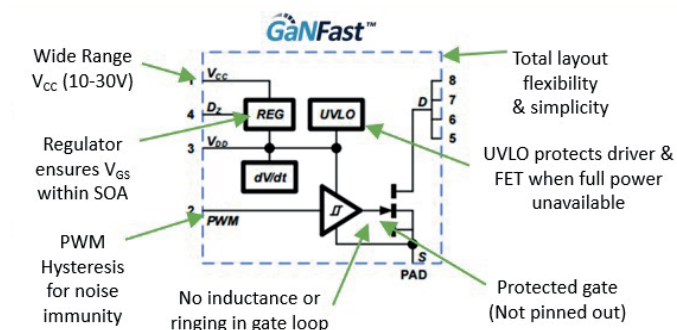 GaNFast™
Wide Range
VCC (10-30V)
Total layout
flexibility
& simplicity
1 VCC
4 DZ
3 VDD
2
PWM
REG
UVLO
dV/dt
D
8
7
6
5
S
PAD
Regulator
ensures VGS
within SOA
UVLO protects driver &
FET when full power
unavailable
PWM
Hysteresis
for noise
immunity
No inductance or
ringing in gate loop
Protected gate
(Not pinned out)